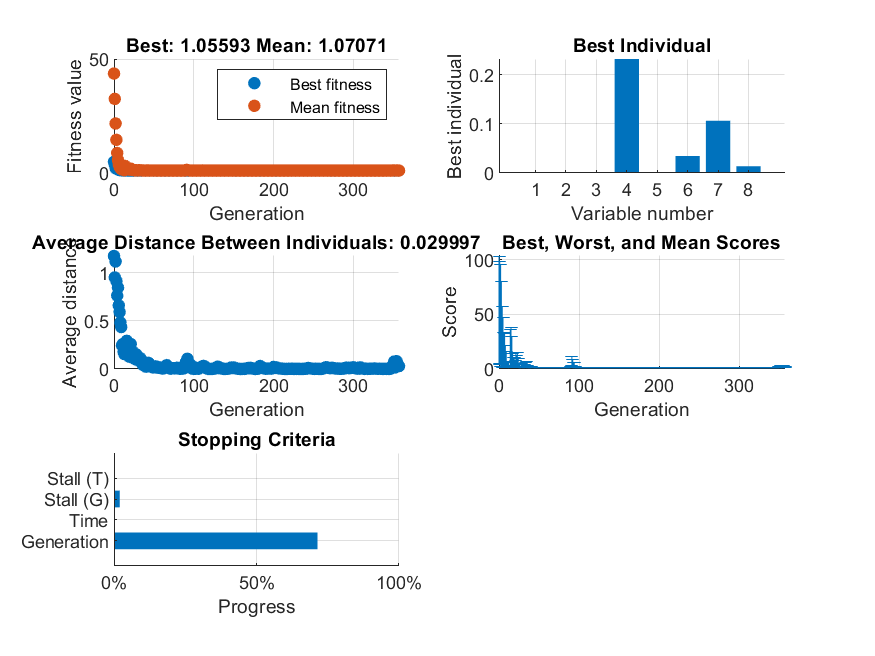 Best: 1.05593 Mean: 1.07071
50
0
Fitness value
Best fitness
Mean fitness
0 100 200 300
Generation
Best Individual
0.2
0.1
0
Best individual
1 2 3 4 5 6 7 8
Variable number
Average Distance Between Individuals: 0.029997
1
0.5
0
Average distance
0 100 200 300
Generation
Best, Worst, and Mean Scores
100
50
0
Score
0 100 200 300
Generation
Stopping Criteria
Stall (T)
Stall (G)
Time
Generation
0% 50% 100%
Progress